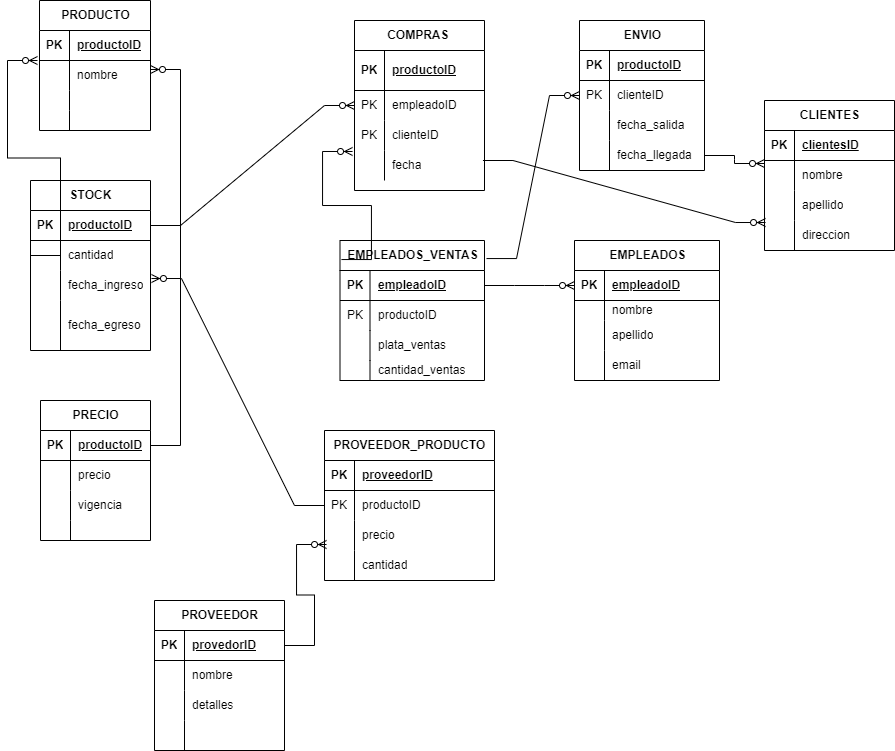 PRODUCTO
PK productoID
nombre
STOCK
PK productoID
cantidad
fecha_ingreso
fecha_egreso
PRECIO
PK productoID
precio
vigencia
COMPRAS
PK productoID
PK empleadoID
PK clienteID
fecha
ENVIO
PK productoID
PK clienteID
fecha_salida
fecha_llegada
CLIENTES
PK clientesID
nombre
apellido
direccion
EMPLEADOS_VENTAS
PK empleadoID
PK productoID
plata_ventas
cantidad_ventas
EMPLEADOS
PK empleadoID
nombre
apellido
email
PROVEEDOR_PRODUCTO
PK proveedorID
PK productoID
precio
cantidad
PROVEEDOR
PK provedorID
nombre
detalles